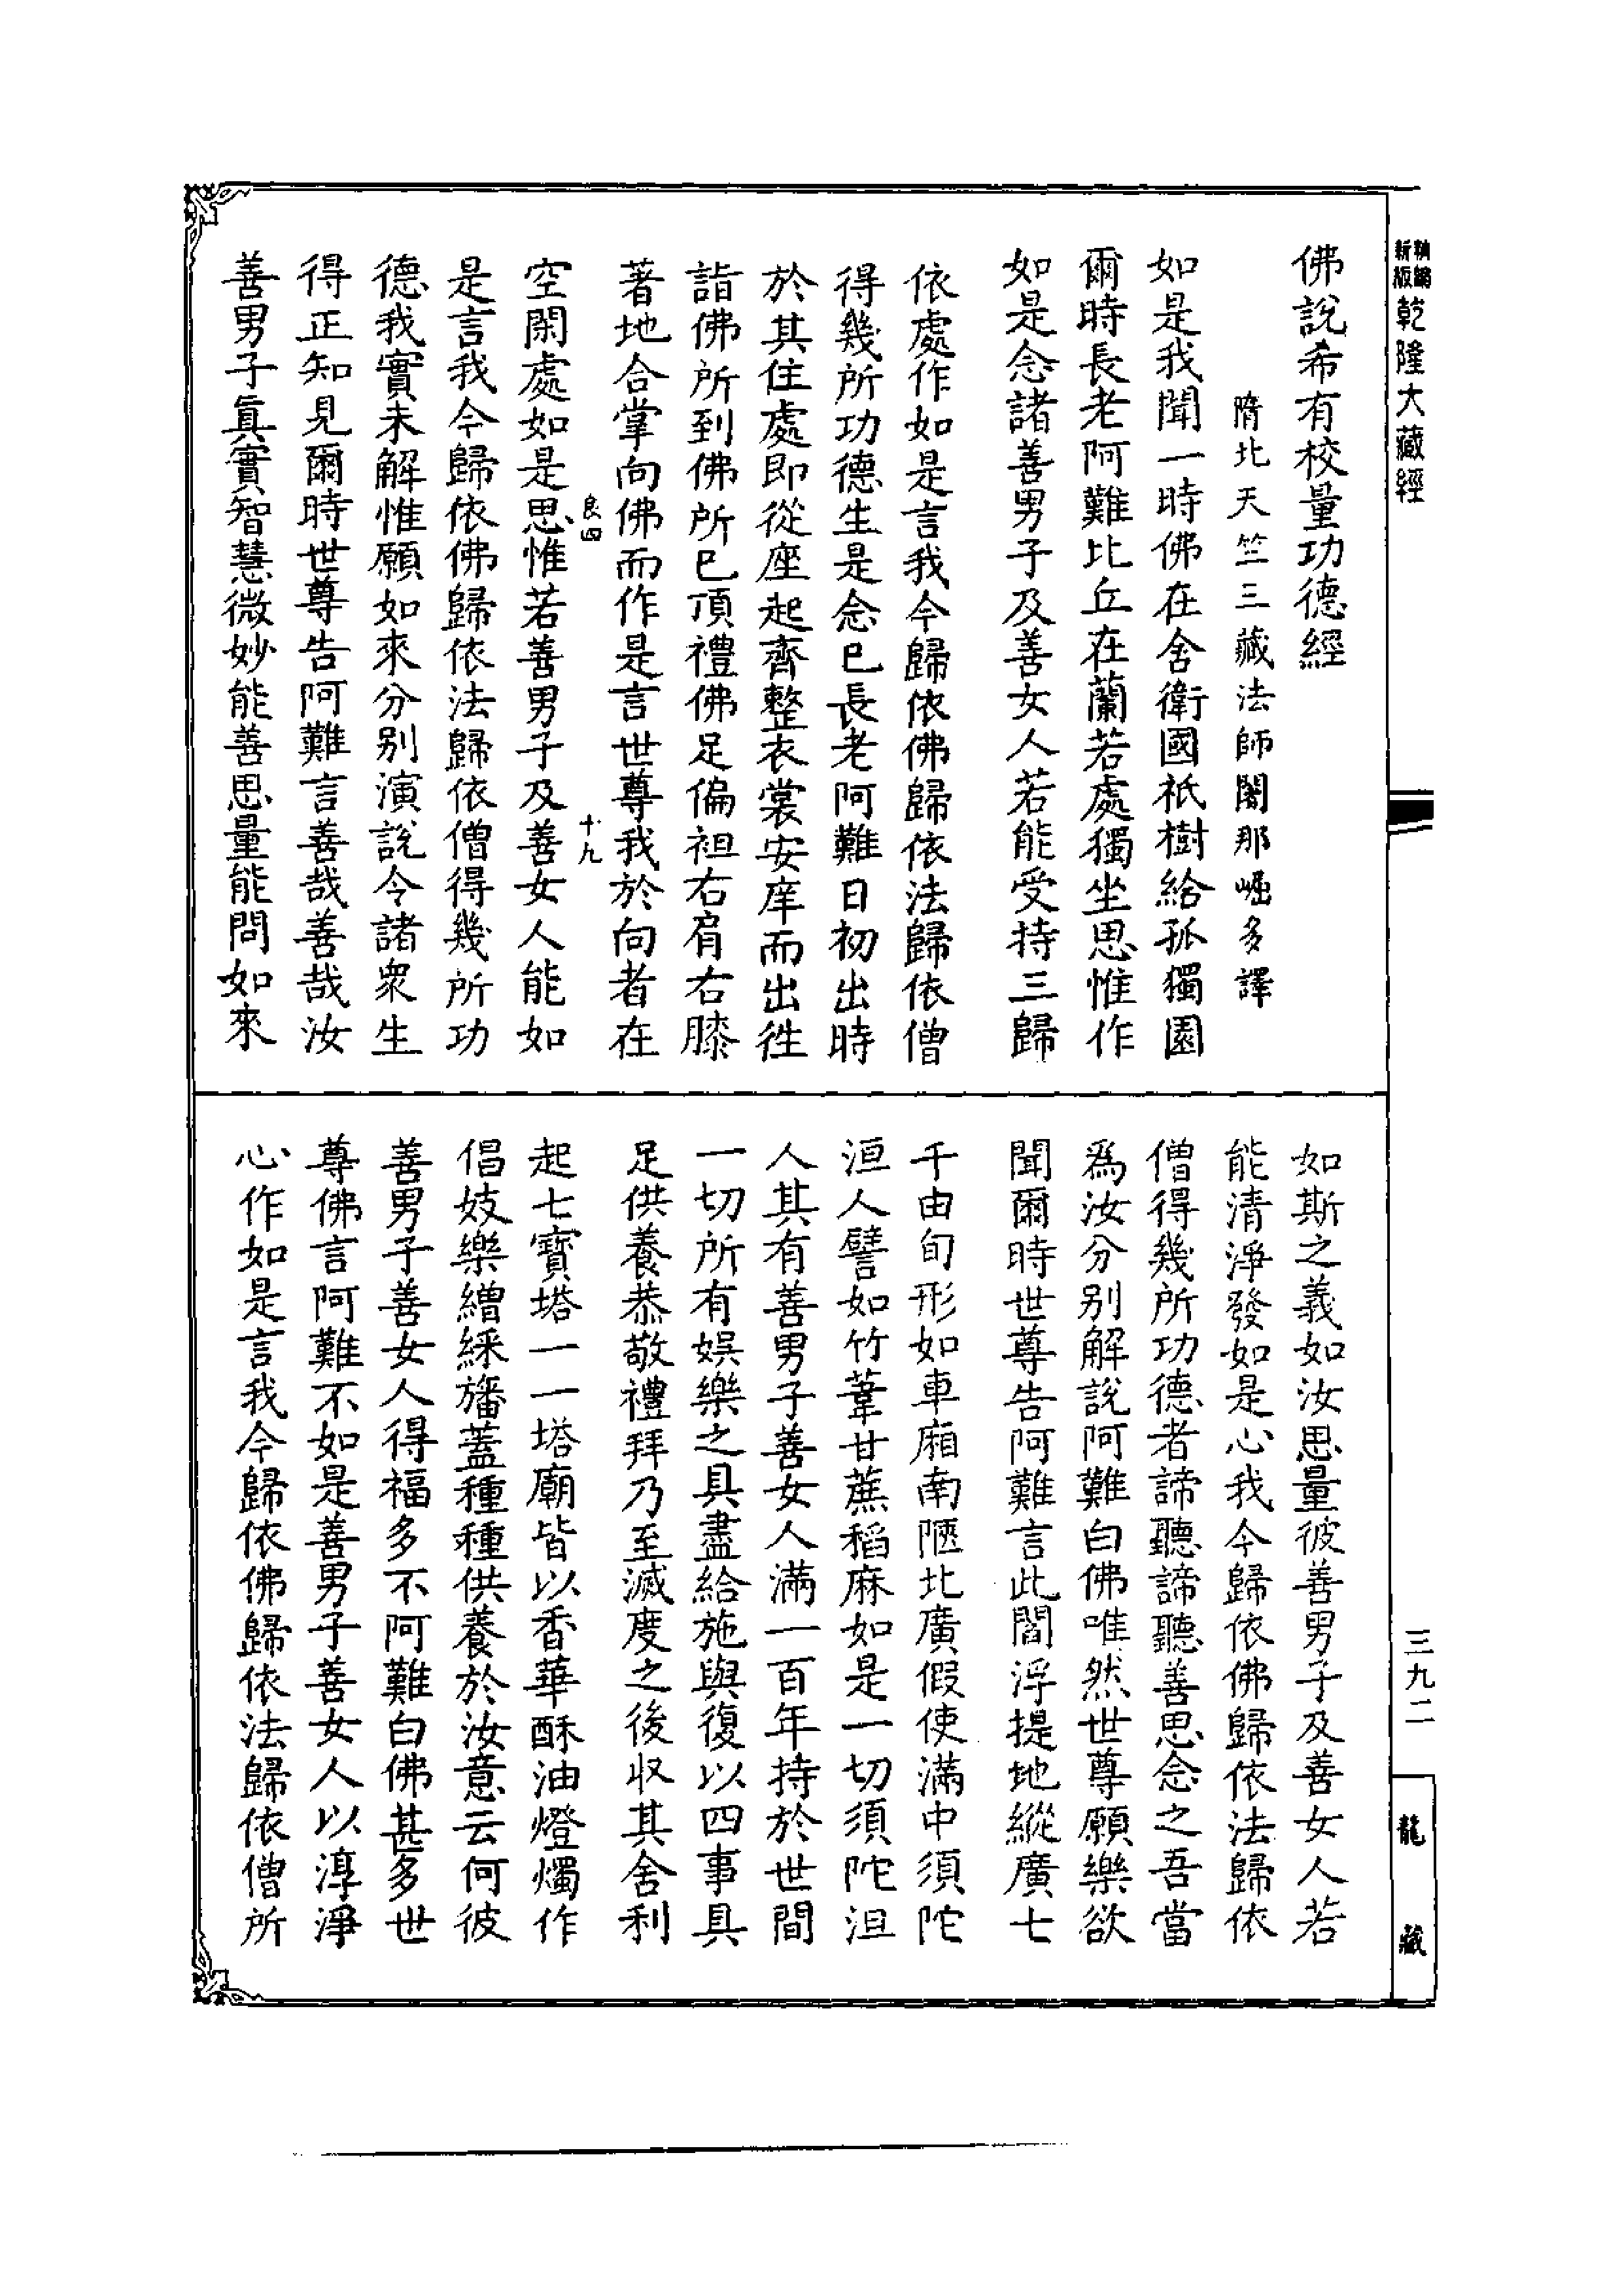 新版
精縮
乾隆大藏經
佛說希有校量功德經
隋北天竺三藏法師闍那崛多譯
如是我聞一時佛在舍衛國祇樹給孤獨園
爾時長老阿難比丘在蘭若處獨坐思惟作
如是念諸善男子及善女人若能受持三歸
依處作如是言我今歸依佛歸依法歸依僧
得幾所功德生是念已長老阿難日初出時
於其住處即從座起齊整衣裳安庠而出徃
詣佛所到佛所已頂禮佛足偏袒右肩右膝
著地合掌向佛而作是言世尊我於向者在
良四
十九
空閑處如是思惟若善男子及善女人能如
是言我今歸依佛歸依法歸依僧得幾所功
德我實未解惟願如來分別演說令諸衆生
得正知見爾時世尊告阿難言善哉善哉汝
善男子眞實智慧微妙能善思量能問如來
如斯之義如汝思量彼善男子及善女人若
能清淨發如是心我今歸依佛歸依法歸依
僧得幾所功德者諦聽諦聽善思念之吾當
爲汝分別解說阿難白佛唯然世尊願樂欲
聞爾時世尊告阿難言此閻浮提地縱廣七
千由旬形如車廂南陿北廣假使滿中須陀
洹人譬如竹葦甘蔗稻麻如是一切須陀洹
人其有善男子善女人滿一百年持於世間
一切所有娛樂之具盡給施與復以四事具
足供養恭敬禮拜乃至滅度之後收其舍利
起七寶塔一一塔廟皆以香華酥油燈燭作
倡妓樂繒綵旛蓋種種供養於汝意云何彼
善男子善女人得福多不阿難白佛甚多世
尊佛言阿難不如是善男子善女人以淳淨
心作如是言我今歸依佛歸依法歸依僧所
三九二
龍藏